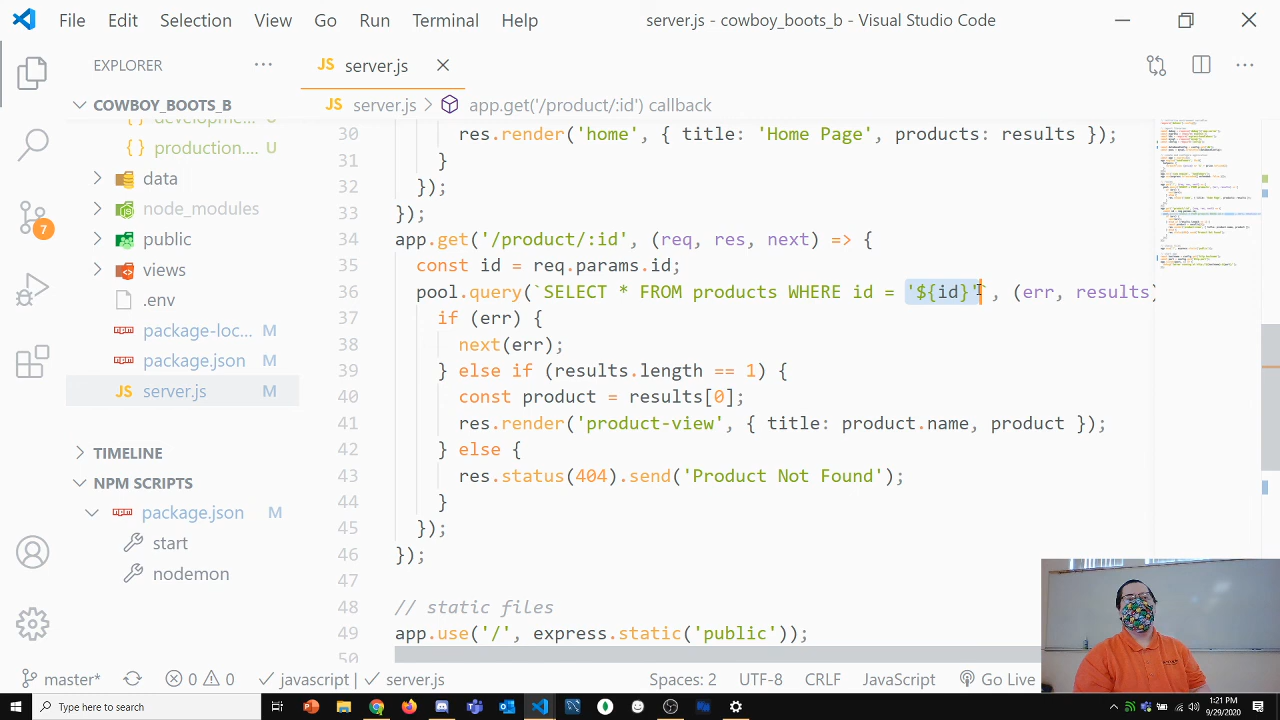 File Edit Selection View Go Run Terminal Help server.js - cowboy_boots_b - Visual Studio Code
EXPLORER ··· JS server.js
COWBOY_BOOTS_B JS server.js > app.get('/product/:id') callback
{ } developme... U
{ } production.... U
data
node_modules
public
views
.env
package-loc... M
package.json M
JS server.js M
TIMELINE
NPM SCRIPTS
package.json M
start
nodemon
7
30 res.render('home', { title: 'Home Page', products: results });
31 }
32 });
33 });
34 app.get('/product/:id', (req, res, next) => {
35 const id = req.params.id;
36 pool.query(`SELECT * FROM products WHERE id = '${id}'`, (err, results)
37 if (err) {
38 next(err);
39 } else if (results.length == 1) {
40 const product = results[0];
41 res.render('product-view', { title: product.name, product });
42 } else {
43 res.status(404).send('Product Not Found');
44 }
45 });
46 });
47
48 // static files
49 app.use('/', express.static('public'));
50
master* 0 0 javascript | server.js Spaces: 2 UTF-8 CRLF JavaScript Go Live
Type here to search
1:21 PM
9/29/2020